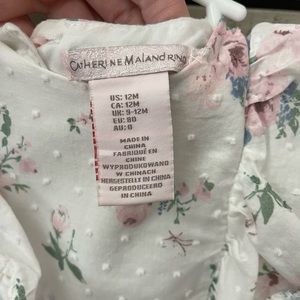 CATHERINE MALANDRINO
US: 12M
CA: 12M
UK: 9-12M
EU: 80
AU: 0
MADE IN
CHINA
FABRIQUÉ EN
CHINE
WYPRODUKOWANO
W CHINACH
HERGESTELLT IN CHINA
GEPRODUCEERD
IN CHINA